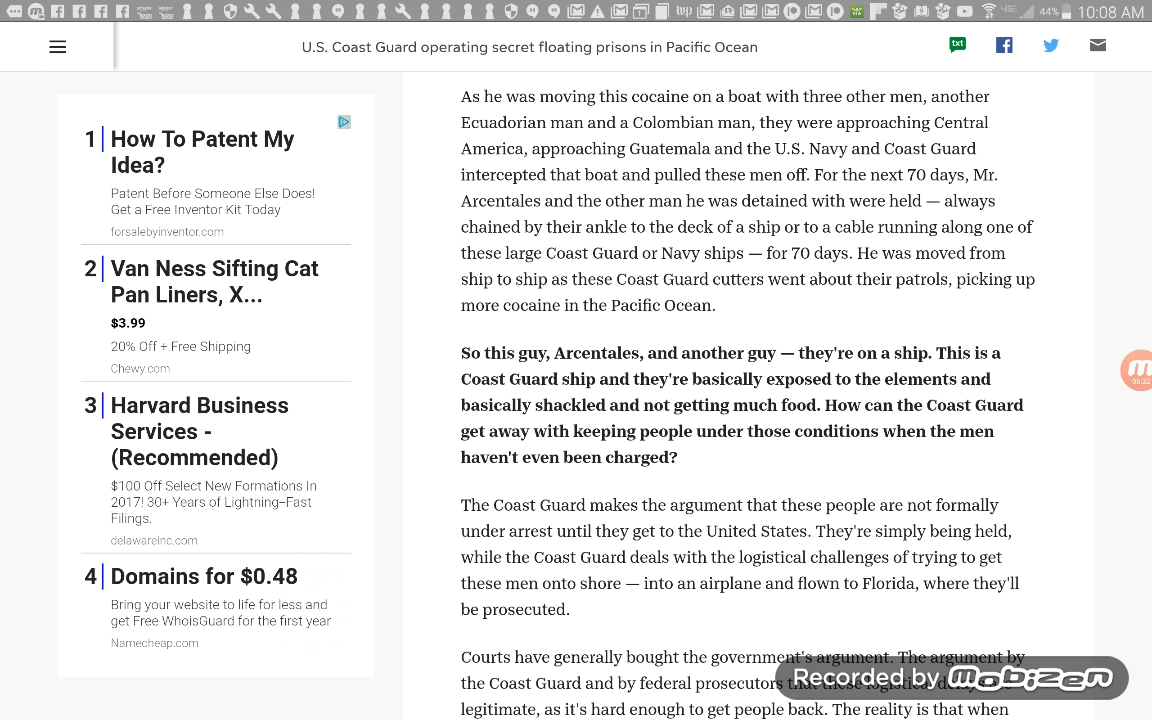 44% 10:08 AM
U.S. Coast Guard operating secret floating prisons in Pacific Ocean
txt
1 How To Patent My
Idea?
Patent Before Someone Else Does!
Get a Free Inventor Kit Today
forsalebyinventor.com
2 Van Ness Sifting Cat
Pan Liners, X...
$3.99
20% Off + Free Shipping
Chewy.com
3 Harvard Business
Services -
(Recommended)
$100 Off Select New Formations In
2017! 30+ Years of Lightning-Fast
Filings.
delawareinc.com
4 Domains for $0.48
Bring your website to life for less and
get Free WhoisGuard for the first year
Namecheap.com
As he was moving this cocaine on a boat with three other men, another
Ecuadorian man and a Colombian man, they were approaching Central
America, approaching Guatemala and the U.S. Navy and Coast Guard
intercepted that boat and pulled these men off. For the next 70 days, Mr.
Arcentales and the other man he was detained with were held — always
chained by their ankle to the deck of a ship or to a cable running along one of
these large Coast Guard or Navy ships — for 70 days. He was moved from
ship to ship as these Coast Guard cutters went about their patrols, picking up
more cocaine in the Pacific Ocean.
So this guy, Arcentales, and another guy — they're on a ship. This is a
Coast Guard ship and they're basically exposed to the elements and
basically shackled and not getting much food. How can the Coast Guard
get away with keeping people under those conditions when the men
haven't even been charged?
The Coast Guard makes the argument that these people are not formally
under arrest until they get to the United States. They're simply being held,
while the Coast Guard deals with the logistical challenges of trying to get
these men onto shore — into an airplane and flown to Florida, where they'll
be prosecuted.
Courts have generally bought the government's argument. The argument by
the Coast Guard and by federal prosecutors that these logistical delays are
legitimate, as it's hard enough to get people back. The reality is that when
06:32
Recorded by mobizen